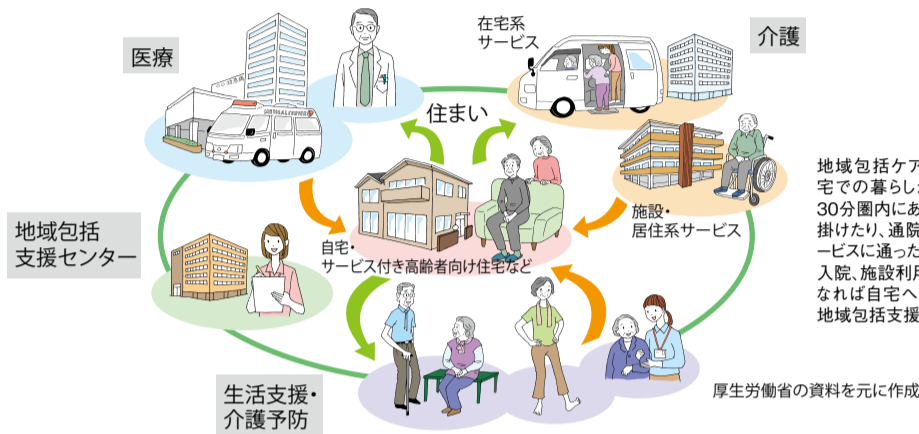 医療
在宅系
サービス
介護
住まい
地域包括
支援センター
自宅・
サービス付き高齢者向け住宅など
施設・
居住系サービス
生活支援・
介護予防
地域包括ケア
宅での暮らし
30分圏内にあ
掛けたり、通院
ービスに通った
入院、施設利用
なれば自宅へ
地域包括支援
厚生労働省の資料を元に作成